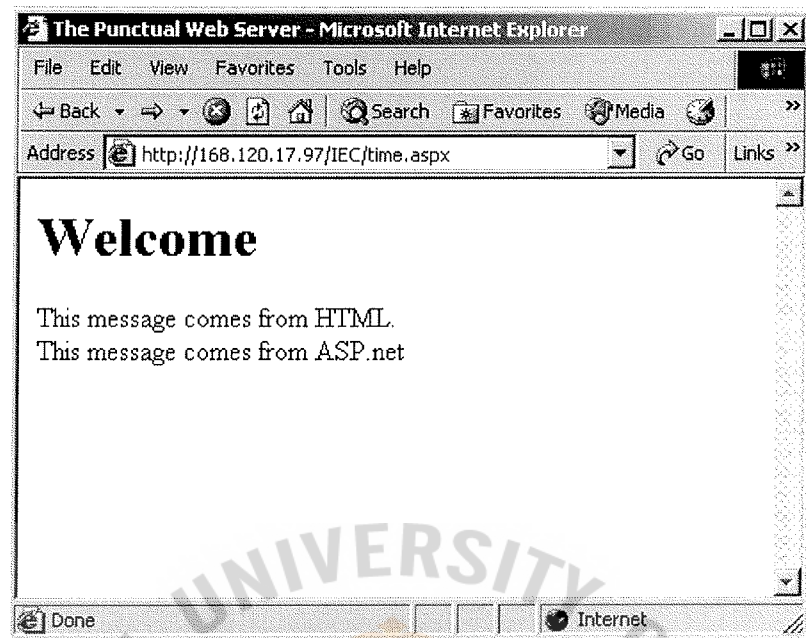 The Punctual Web Server - Microsoft Internet Explorer
File Edit View Favorites Tools Help
Back Search Favorites Media »
Address http://168.120.17.97/IEC/time.aspx Go Links »
Welcome
This message comes from HTML.
This message comes from ASP.net
UNIVERSITY
Done Internet